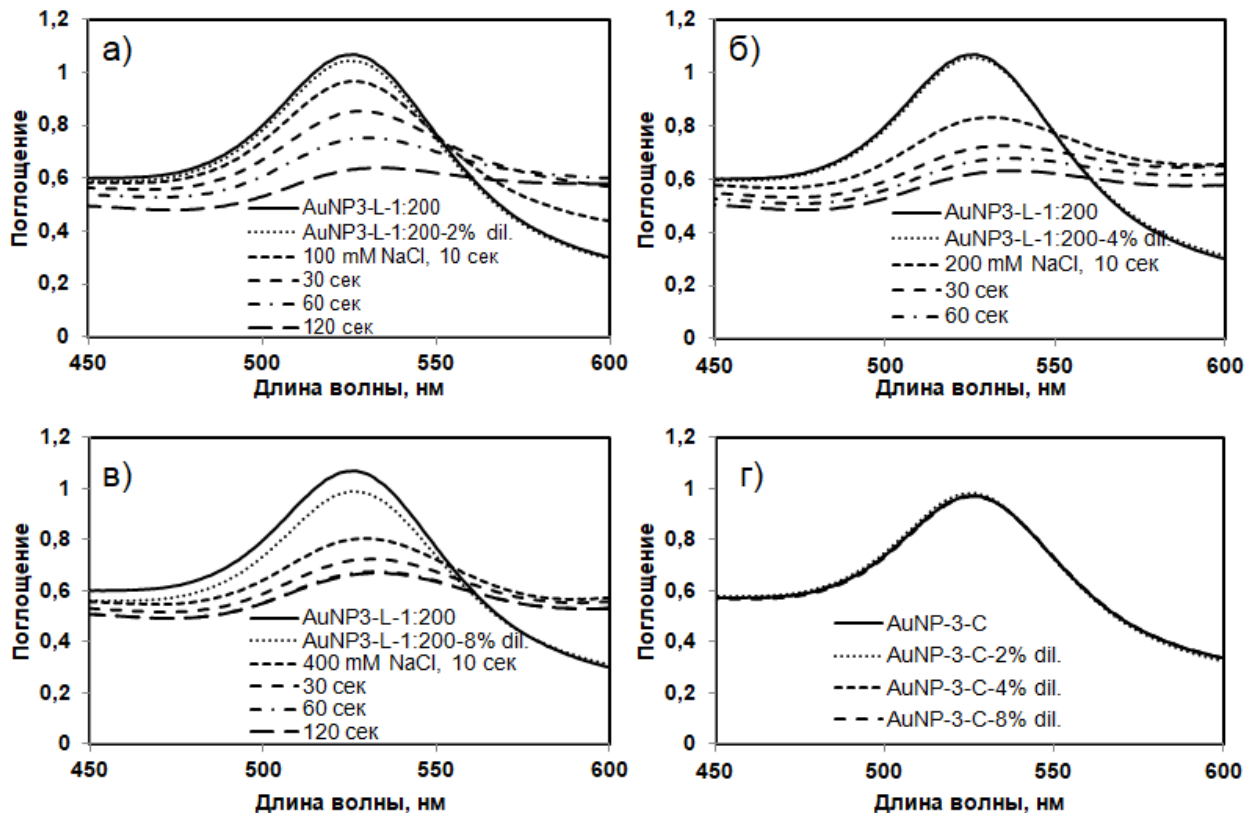 а)
Поглощение
1,2
1
0,8
0,6
0,4
0,2
0
AuNP3-L-1:200
AuNP3-L-1:200-2% dil.
100 mM NaCl, 10 сек
30 сек
60 сек
120 сек
450 500 550 600
Длина волны, нм
б)
Поглощение
1,2
1
0,8
0,6
0,4
0,2
0
AuNP3-L-1:200
AuNP3-L-1:200-4% dil.
200 mM NaCl, 10 сек
30 сек
60 сек
450 500 550 600
Длина волны, нм
в)
Поглощение
1,2
1
0,8
0,6
0,4
0,2
0
AuNP3-L-1:200
AuNP3-L-1:200-8% dil.
400 mM NaCl, 10 сек
30 сек
60 сек
120 сек
450 500 550 600
Длина волны, нм
г)
Поглощение
1,2
1
0,8
0,6
0,4
0,2
0
AuNP-3-C
AuNP-3-C-2% dil.
AuNP-3-C-4% dil.
AuNP-3-C-8% dil.
450 500 550 600
Длина волны, нм